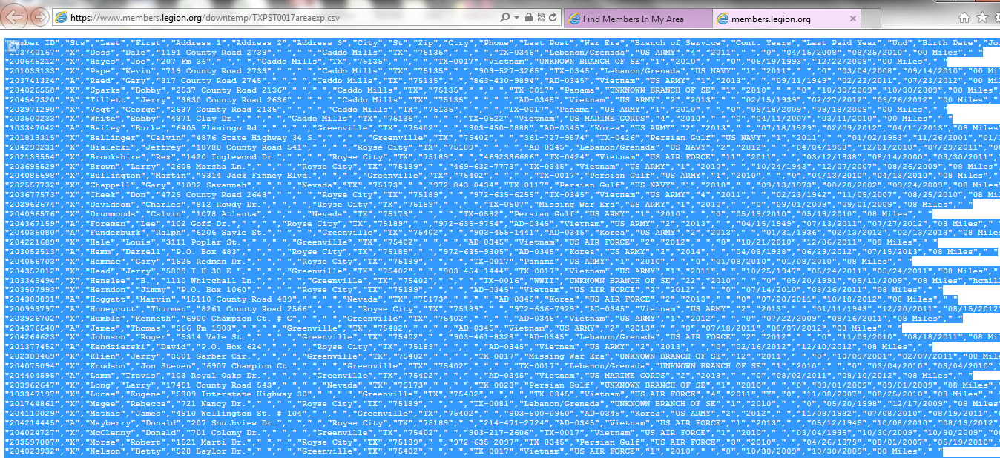 https://www.members.legion.org/downtemp/TXPST0017areaexp.csv
Find Members In My Area
members.legion.org
Member ID","Sts","Last","First","Address 1","Address 2","Address 3","City","St","Zip","Ctry","Phone","Last Post","War Era","Branch of Service","Cont. Years","Last Paid Year","Und","Birth Date","Joi
"203740167","X","Doss","Dale","1191 County Road 2739"," "," ","Caddo Mills","TX","75135"," "," ","TX-0345","Lebanon/Grenada","US ARMY","4","2011"," ","0","04/15/2008","08/25/2010","00 Miles"," "
"200645212","X","Hayes","Joe","207 Fm 36"," "," ","Caddo Mills","TX","75135"," "," ","TX-0017","Vietnam","UNKNOWN BRANCH OF SE","1","2010"," ","0","05/19/1993","12/22/2009","00 Miles"," "
"201033133","X","Pape","Kevin","719 County Road 2733"," "," ","Caddo Mills","TX","75135"," ","903-527-3265","TX-0345","Lebanon/Grenada","US NAVY","1","2011"," ","0","03/04/2008","09/14/2010","00 Mil
"203741324","A","Reed","Gary","317 County Road 2745"," "," ","Caddo Mills","TX","75135"," ","863-430-9894","AD-0345","Vietnam","US ARMY","1","2013"," ","09/11/1949","02/22/2011","07/23/2012","00 Mil
"204026558","X","Sparks","Bobby","2537 County Road 2136"," "," ","Caddo Mills","TX","75135"," "," ","TX-0017","Panama","UNKNOWN BRANCH OF SE","1","2010"," ","0","10/30/2009","10/30/2009","00 Miles"," "
"204547320","A","Tillett","Jerry","3830 County Road 2636"," "," ","Caddo Mills","TX","75135"," "," ","AD-0345","Vietnam","US ARMY","2","2013"," ","02/15/1939","02/27/2012","09/26/2012","00 Miles"," "
"203971290","X","Vogt","George","2537 County Road 2136"," "," ","Caddo Mills","TX","75135"," "," ","TX-0017","Panama","US ARMY","1","2010"," ","0","09/18/2009","09/18/2009","00 Miles"," "
"203500233","X","White","Bobby","4371 Clay Dr."," "," ","Caddo Mills","TX","75135"," "," ","TX-0522","Vietnam","US MARINE CORPS","4","2010"," ","0","04/11/2007","03/11/2010","00 Miles"," "
"103347042","A","Bailey","Burke","6405 Flamingo Rd."," "," ","Greenville","TX","75402"," ","903-450-0888","AD-0345","Korea","US ARMY","2","2013"," ","07/18/1929","02/09/2012","04/11/2013","08 Miles"
"201813315","X","Ballinger","Calvin","4876 State Highway 34 S."," "," ","Greenville","TX","75402"," ","361-727-9874","TX-0426","Persian Gulf","US NAVY","1","2011"," ","01/02/1953","11/26/2001","01/1
"204290231","X","Bialecki","Jeffrey","18780 County Road 541"," "," ","Royse City","TX","75189"," "," ","AD-0345","Lebanon/Grenada","US NAVY","2","2012"," ","04/04/1958","12/01/2010","07/29/2011","08
"202139554","X","Brookshire","Rex","1420 Inglewood Dr."," "," ","Royse City","TX","75189"," ","4692336686","TX-0424","Vietnam","US AIR FORCE","11","2011"," ","03/12/1938","08/14/2000","03/30/2011",
"203695529","X","Brown","Larry","2605 Marsha Ln."," "," ","Royse City","TX","75189"," ","469-632-7773","TX-0345","Vietnam","US ARMY","1","2010"," ","10/24/1943","12/07/2007","08/26/2009","08 Miles"
"204086698","X","Bullington","Martin","9314 Jack Finney Blvd."," "," ","Greenville","TX","75402"," "," ","TX-0017","Persian Gulf","US ARMY","1","2010"," ","0","04/13/2010","04/13/2010","08 Miles"," "
"202557732","X","Chappell","Gary","1092 Savannah"," "," ","Nevada","TX","75173"," ","972-843-0434","TX-0117","Persian Gulf","US NAVY","1","2010"," ","09/13/1973","08/28/2002","09/24/2009","08 Miles
"203677573","X","Cheek","Don","4725 County Road 2648"," "," ","Royse City","TX","75189"," ","972-635-6255","TX-0345","Vietnam","US ARMY","4","2011"," ","02/23/1942","11/05/2007","08/25/2010","08 Mil
"203962674","X","Davidson","Charles","812 Rowdy Dr."," "," ","Royse City","TX","75189"," "," ","TX-0507","Missing War Era","US ARMY","1","2010"," ","0","09/01/2009","09/01/2009","08 Miles"," "
"204096576","X","Drummonds","Calvin","1078 Atlanta"," "," ","Nevada","TX","75173"," "," ","TX-0582","Persian Gulf","US ARMY","1","2010"," ","0","05/19/2010","05/19/2010","08 Miles"," "
"204367159","A","Foreman","Lee","102 Goff Dr."," "," ","Royse City","TX","75189"," ","972-635-9754","AD-0345","Vietnam","US ARMY","2","2013"," ","04/15/1949","07/13/2011","07/27/2012","08 Miles"," "
"204036080","A","Funderburk","Ralph","6206 Sayle St."," "," ","Greenville","TX","75402"," ","903-455-1441","AD-0345","Korea","US ARMY","2","2013"," ","01/31/1936","02/13/2012","02/13/2013","08 Miles
"204221689","X","Hale","Louis","3111 Poplar St."," "," ","Greenville","TX","75402"," "," ","AD-0345","Vietnam","US AIR FORCE","2","2012"," ","0","10/21/2010","12/06/2011","08 Miles"," "
"203052513","A","Hamm","Darrell","P.O. Box 483"," "," ","Royse City","TX","75189"," ","972-635-9305","AD-0345","Korea","US ARMY","2","2014"," ","04/08/1938","06/29/2012","07/15/2013","08 Miles"," "
"204056703","X","Hammac","Gary","1525 Redman Dr."," "," ","Royse City","TX","75189"," "," ","TX-0017","Panama","US ARMY","1","2010"," ","0","01/08/2010","01/08/2010","08 Miles"," "
"204352012","X","Head","Jerry","5809 I H 30 E."," "," ","Greenville","TX","75402"," ","903-454-1444","TX-0017","Vietnam","US ARMY","1","2011"," ","10/25/1947","05/24/2011","05/24/2011","08 Miles"," "
"103349494","X","Henslee","B.","1110 Whitchall Ln."," "," ","Greenville","TX","75402"," "," ","TX-0016","WWII","UNKNOWN BRANCH OF SE","22","2010"," ","0","05/20/1991","09/11/2009","08 Miles","hcmill
"203507993","X","Herndon","Jimmy","P.O. Box 1060"," "," ","Royse City","TX","75189"," "," ","AD-0345","Vietnam","US AIR FORCE","2","2012"," ","0","07/14/2010","08/26/2011","08 Miles"," "
"204383891","A","Hoggatt","Marvin","15111 County Road 489"," "," ","Nevada","TX","75173"," "," ","AD-0345","Korea","US AIR FORCE","2","2013"," ","0","07/20/2011","10/18/2012","08 Miles"," "
"200993797","A","Honeycutt","Thurman","8261 County Road 2566"," "," ","Royse City","TX","75189"," ","972-636-7929","AD-0345","Vietnam","US ARMY","2","2013"," ","01/11/1943","12/20/2011","08/15/2012"
"203926702","X","Humble","Kenneth","6900 Champion Ct. # G"," "," ","Greenville","TX","75402"," "," ","AD-0345","Vietnam","US ARMY","1","2012"," ","0","07/22/2009","08/16/2011","08 Miles"," "
"204376540","A","James","Thomas","566 Fm 1903"," "," ","Greenville","TX","75402"," "," ","AD-0345","Vietnam","US ARMY","2","2013"," ","0","07/18/2011","08/07/2012","08 Miles"," "
"204264623","X","Johnson","Roger","5314 Vale St."," "," ","Greenville","TX","75402"," ","903-461-8328","AD-0345","Lebanon/Grenada","US AIR FORCE","2","2012"," ","0","11/09/2010","08/18/2011","08 Mil
"201377452","A","Kendzierski","David","P.O. Box 624"," "," ","Royse City","TX","75189"," "," ","AD-0345","Vietnam","US ARMY","2","2013"," ","0","02/16/2012","12/10/2012","08 Miles"," "
"202388469","X","Klien","Jerry","3501 Garber Cir."," "," ","Greenville","TX","75402"," "," ","TX-0017","Missing War Era","UNKNOWN BRANCH OF SE","12","2011"," ","0","10/09/2001","02/07/2011","08 Mile
"204075094","X","Knudson","Jon Steven","6907 Champion Ct."," "," ","Greenville","TX","75402"," "," ","TX-0017","Lebanon/Grenada","UNKNOWN BRANCH OF SE","1","2010"," ","0","03/04/2010","03/04/2010",
"204404595","A","Lamm","Travis","103 Royal Oaks Dr."," "," ","Greenville","TX","75402"," "," ","AD-0345","Vietnam","US MARINE CORPS","2","2013"," ","0","08/02/2011","08/10/2012","08 Miles"," "
"203962647","X","Long","Larry","17451 County Road 543"," "," ","Nevada","TX","75173"," "," ","TX-0023","Persian Gulf","UNKNOWN BRANCH OF SE","1","2010"," ","0","09/01/2009","09/01/2009","08 Miles","
"103347197","X","Lucas","Eugene","5809 Interstate Highway 30"," "," ","Greenville","TX","75402"," "," ","TX-0345","Vietnam","US ARMY","4","2011"," ","0","11/08/2007","08/25/2010","08 Miles"," "
"201744861","X","Magee","Rebecca","721 Nancy Dr."," "," ","Royse City","TX","75189"," "," ","TX-0081","Lebanon/Grenada","UNKNOWN BRANCH OF SE","1","2010"," ","0","05/20/1998","12/17/2009","08 Miles"
"204110329","X","Mathis","James","4910 Wellington St. # 104"," "," ","Greenville","TX","75402"," ","903-500-0960","AD-0345","Korea","US ARMY","2","2012"," ","11/08/1932","07/08/2010","08/19/2011","0
"204214445","A","Mayberry","Donald","207 Southview Dr."," "," ","Royse City","TX","75189"," ","214-471-2724","AD-0345","Vietnam","US ARMY","1","2013"," ","05/12/1945","10/08/2010","08/13/2012","
"204024727","X","McClenny","Donald","701 Colony Dr."," "," ","Greenville","TX","75402"," ","903-217-2606","TX-0017","Vietnam","US AIR FORCE","1","2010"," ","03/04/1935","10/30/2009","10/30/2009","08
"203597007","X","Morse","Robert","1521 Marti Dr."," "," ","Royse City","TX","75189"," ","972-635-2097","TX-0345","Persian Gulf","US AIR FORCE","3","2010"," ","04/26/1979","08/01/2007","05/19/2010","
"204023932","X","Nelson","Betty","528 Baylor Dr."," "," ","Greenville","TX","75402"," "," ","TX-0017","Vietnam","US AIR FORCE","1","2010"," ","0","10/30/2009","10/30/2009","08 Miles"," "